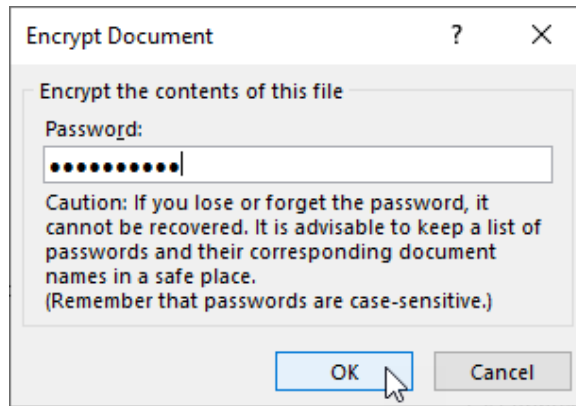 Encrypt Document
?
Encrypt the contents of this file
Password:
●●●●●●●●●●
Caution: If you lose or forget the password, it
cannot be recovered. It is advisable to keep a list of
passwords and their corresponding document
names in a safe place.
(Remember that passwords are case-sensitive.)
OK
Cancel